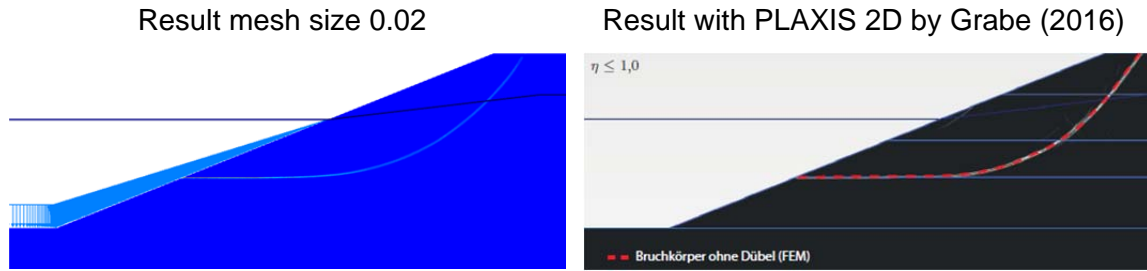 Result mesh size 0.02
Result with PLAXIS 2D by Grabe (2016)
η ≤ 1,0
Bruchkörper ohne Dübel (FEM)